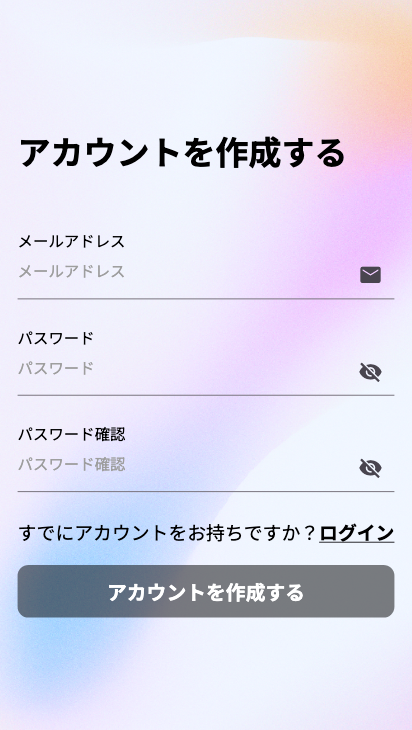 アカウントを作成する
メールアドレス
メールアドレス
パスワード
パスワード
パスワード確認
パスワード確認
すでにアカウントをお持ちですか？ログイン
アカウントを作成する